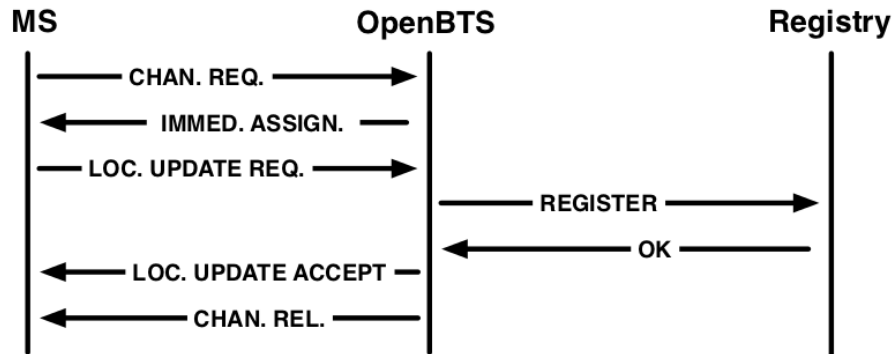 MS OpenBTS Registry
CHAN. REQ.
IMMED. ASSIGN.
LOC. UPDATE REQ.
REGISTER
OK
LOC. UPDATE ACCEPT
CHAN. REL.